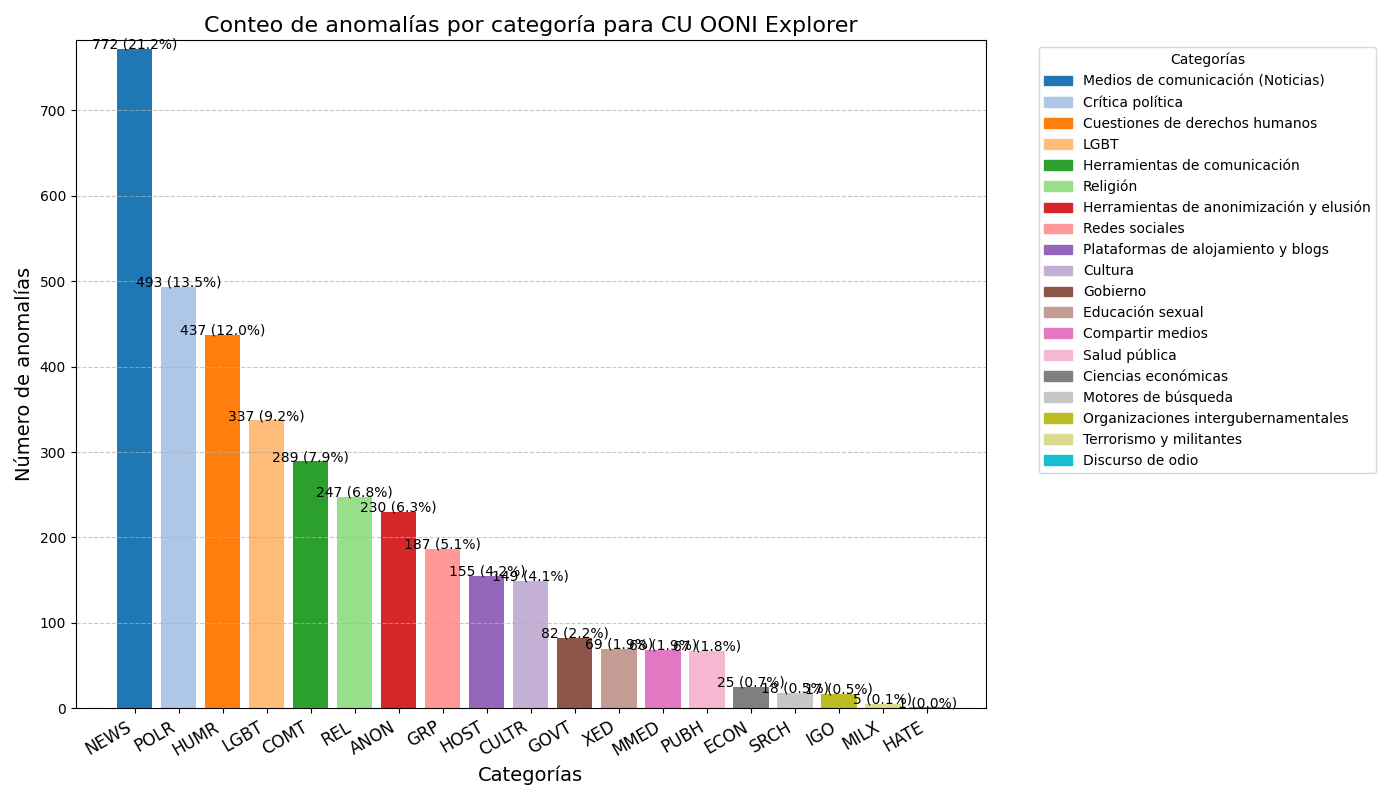 Conteo de anomalías por categoría para CU OONI Explorer
Número de anomalías
700
600
500
400
300
200
100
0
772 (21.2%)
493 (13.5%)
437 (12.0%)
337 (9.2%)
289 (7.9%)
247 (6.8%)
230 (6.3%)
187 (5.1%)
155 (4.2%)
149 (4.1%)
82 (2.2%)
69 (1.9%)
68 (1.9%)
67 (1.8%)
25 (0.7%)
18 (0.5%)
17 (0.5%)
5 (0.1%)
(0.0%)
NEWS
POLR
HUMR
LGBT
COMT
REL
ANON
GRP
HOST
CULTR
GOVT
XED
MMED
PUBH
ECON
SRCH
IGO
MILX
HATE
Categorías
Categorías
Medios de comunicación (Noticias)
Crítica política
Cuestiones de derechos humanos
LGBT
Herramientas de comunicación
Religión
Herramientas de anonimización y elusión
Redes sociales
Plataformas de alojamiento y blogs
Cultura
Gobierno
Educación sexual
Compartir medios
Salud pública
Ciencias económicas
Motores de búsqueda
Organizaciones intergubernamentales
Terrorismo y militantes
Discurso de odio